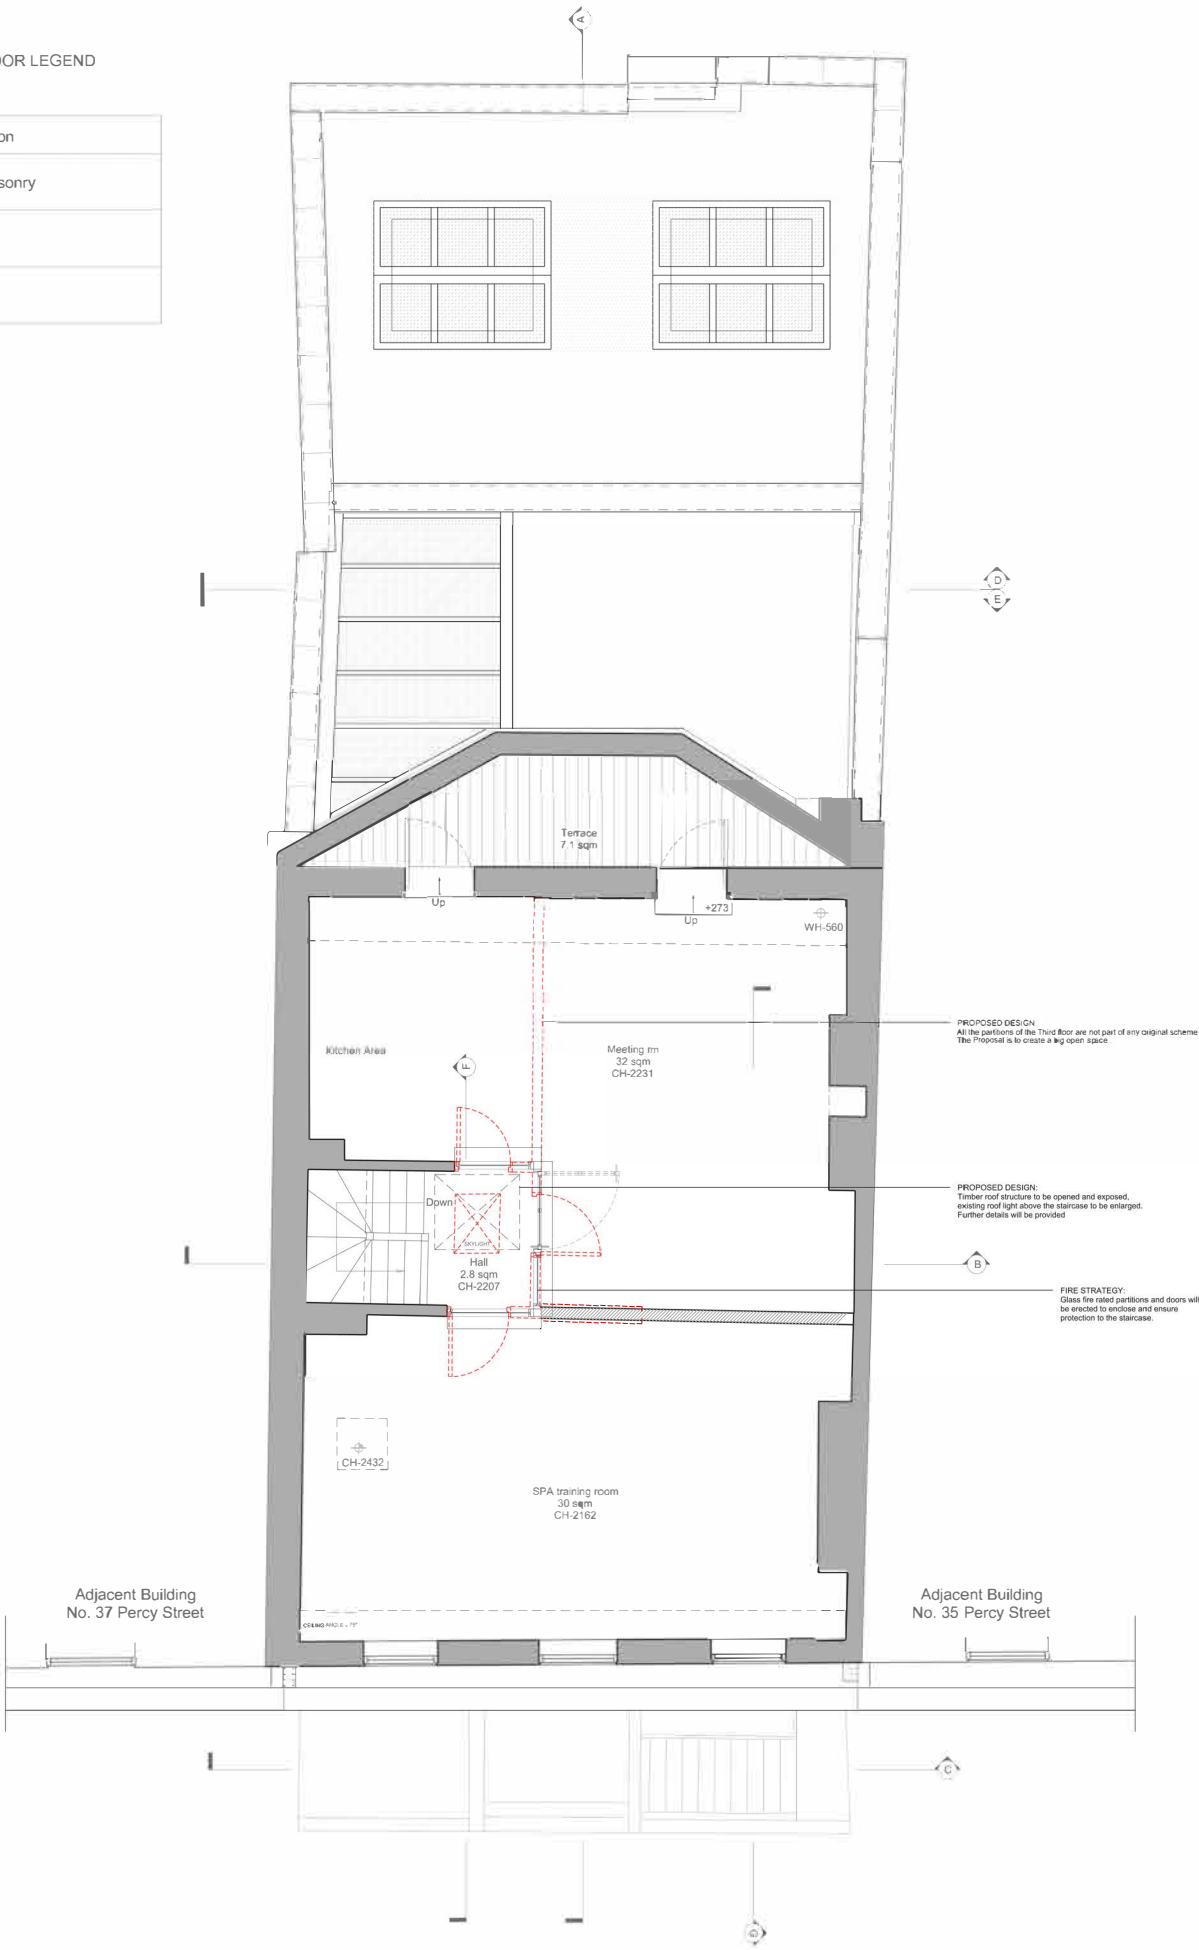 OOR LEGEND
on
sonry
A
D
E
Terrace
7.1 sqm
Up
Up
+273
WH-560
PROPOSED DESIGN
All the partitions of the Third floor are not part of any original scheme
The Proposal is to create a big open space
Kitchen Area
Meeting rm
32 sqm
CH-2231
F
PROPOSED DESIGN:
Timber roof structure to be opened and exposed,
existing roof light above the staircase to be enlarged.
Further details will be provided
Down
SKYLIGHT
Hall
2.8 sqm
CH-2207
B
FIRE STRATEGY:
Glass fire rated partitions and doors will
be erected to enclose and ensure
protection to the staircase.
CH-2432
SPA training room
30 sqm
CH-2162
Adjacent Building
No. 37 Percy Street
Adjacent Building
No. 35 Percy Street
CEILING ANGLE
C
G